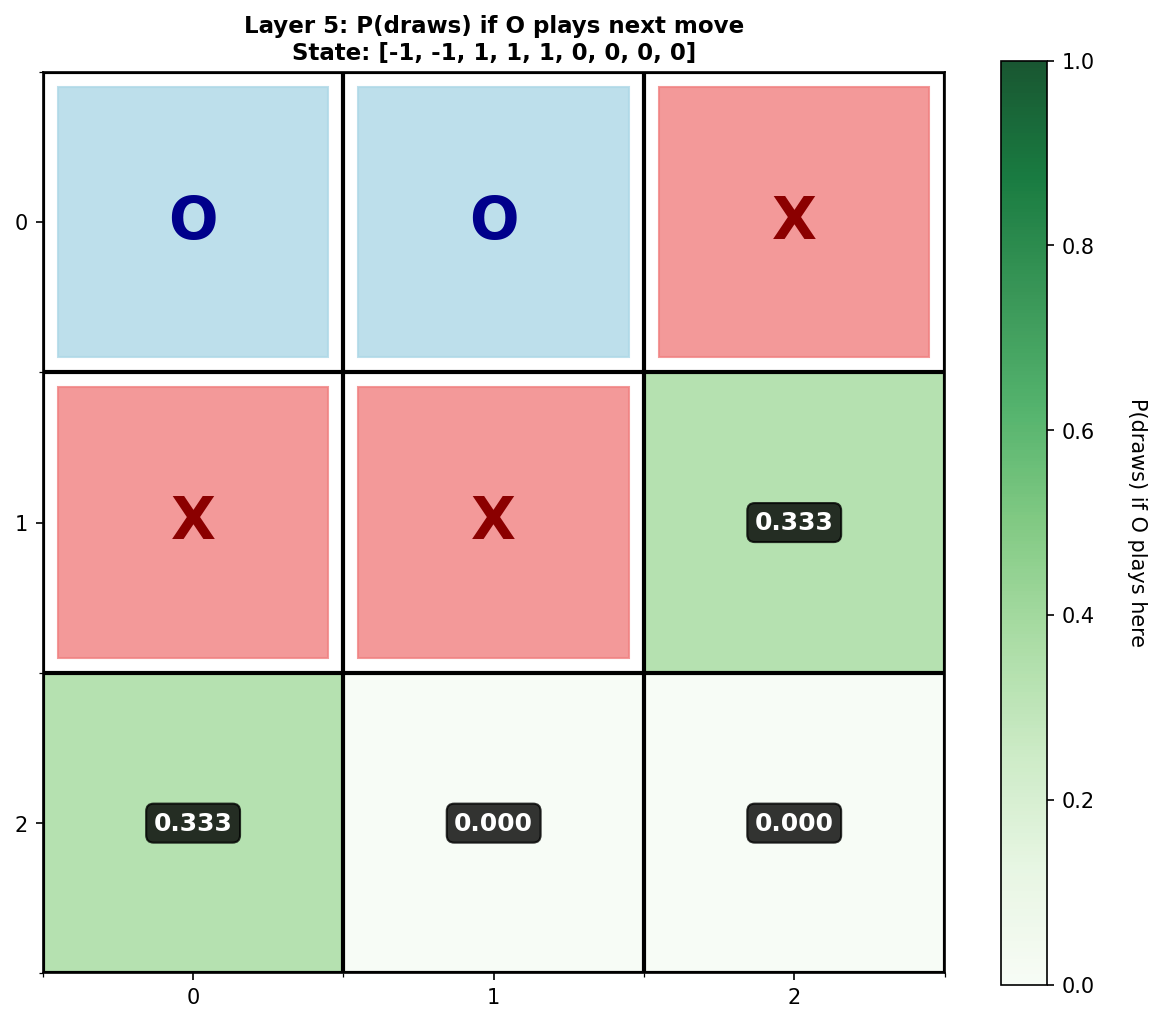 Layer 5: P(draws) if O plays next move
State: [-1, -1, 1, 1, 1, 0, 0, 0, 0]
1.0
0.8
0.6
0.4
0.2
0.0
P(draws) if O plays here
0
O
O
X
1
X
X
0.333
2
0.333
0.000
0.000
0
1
2